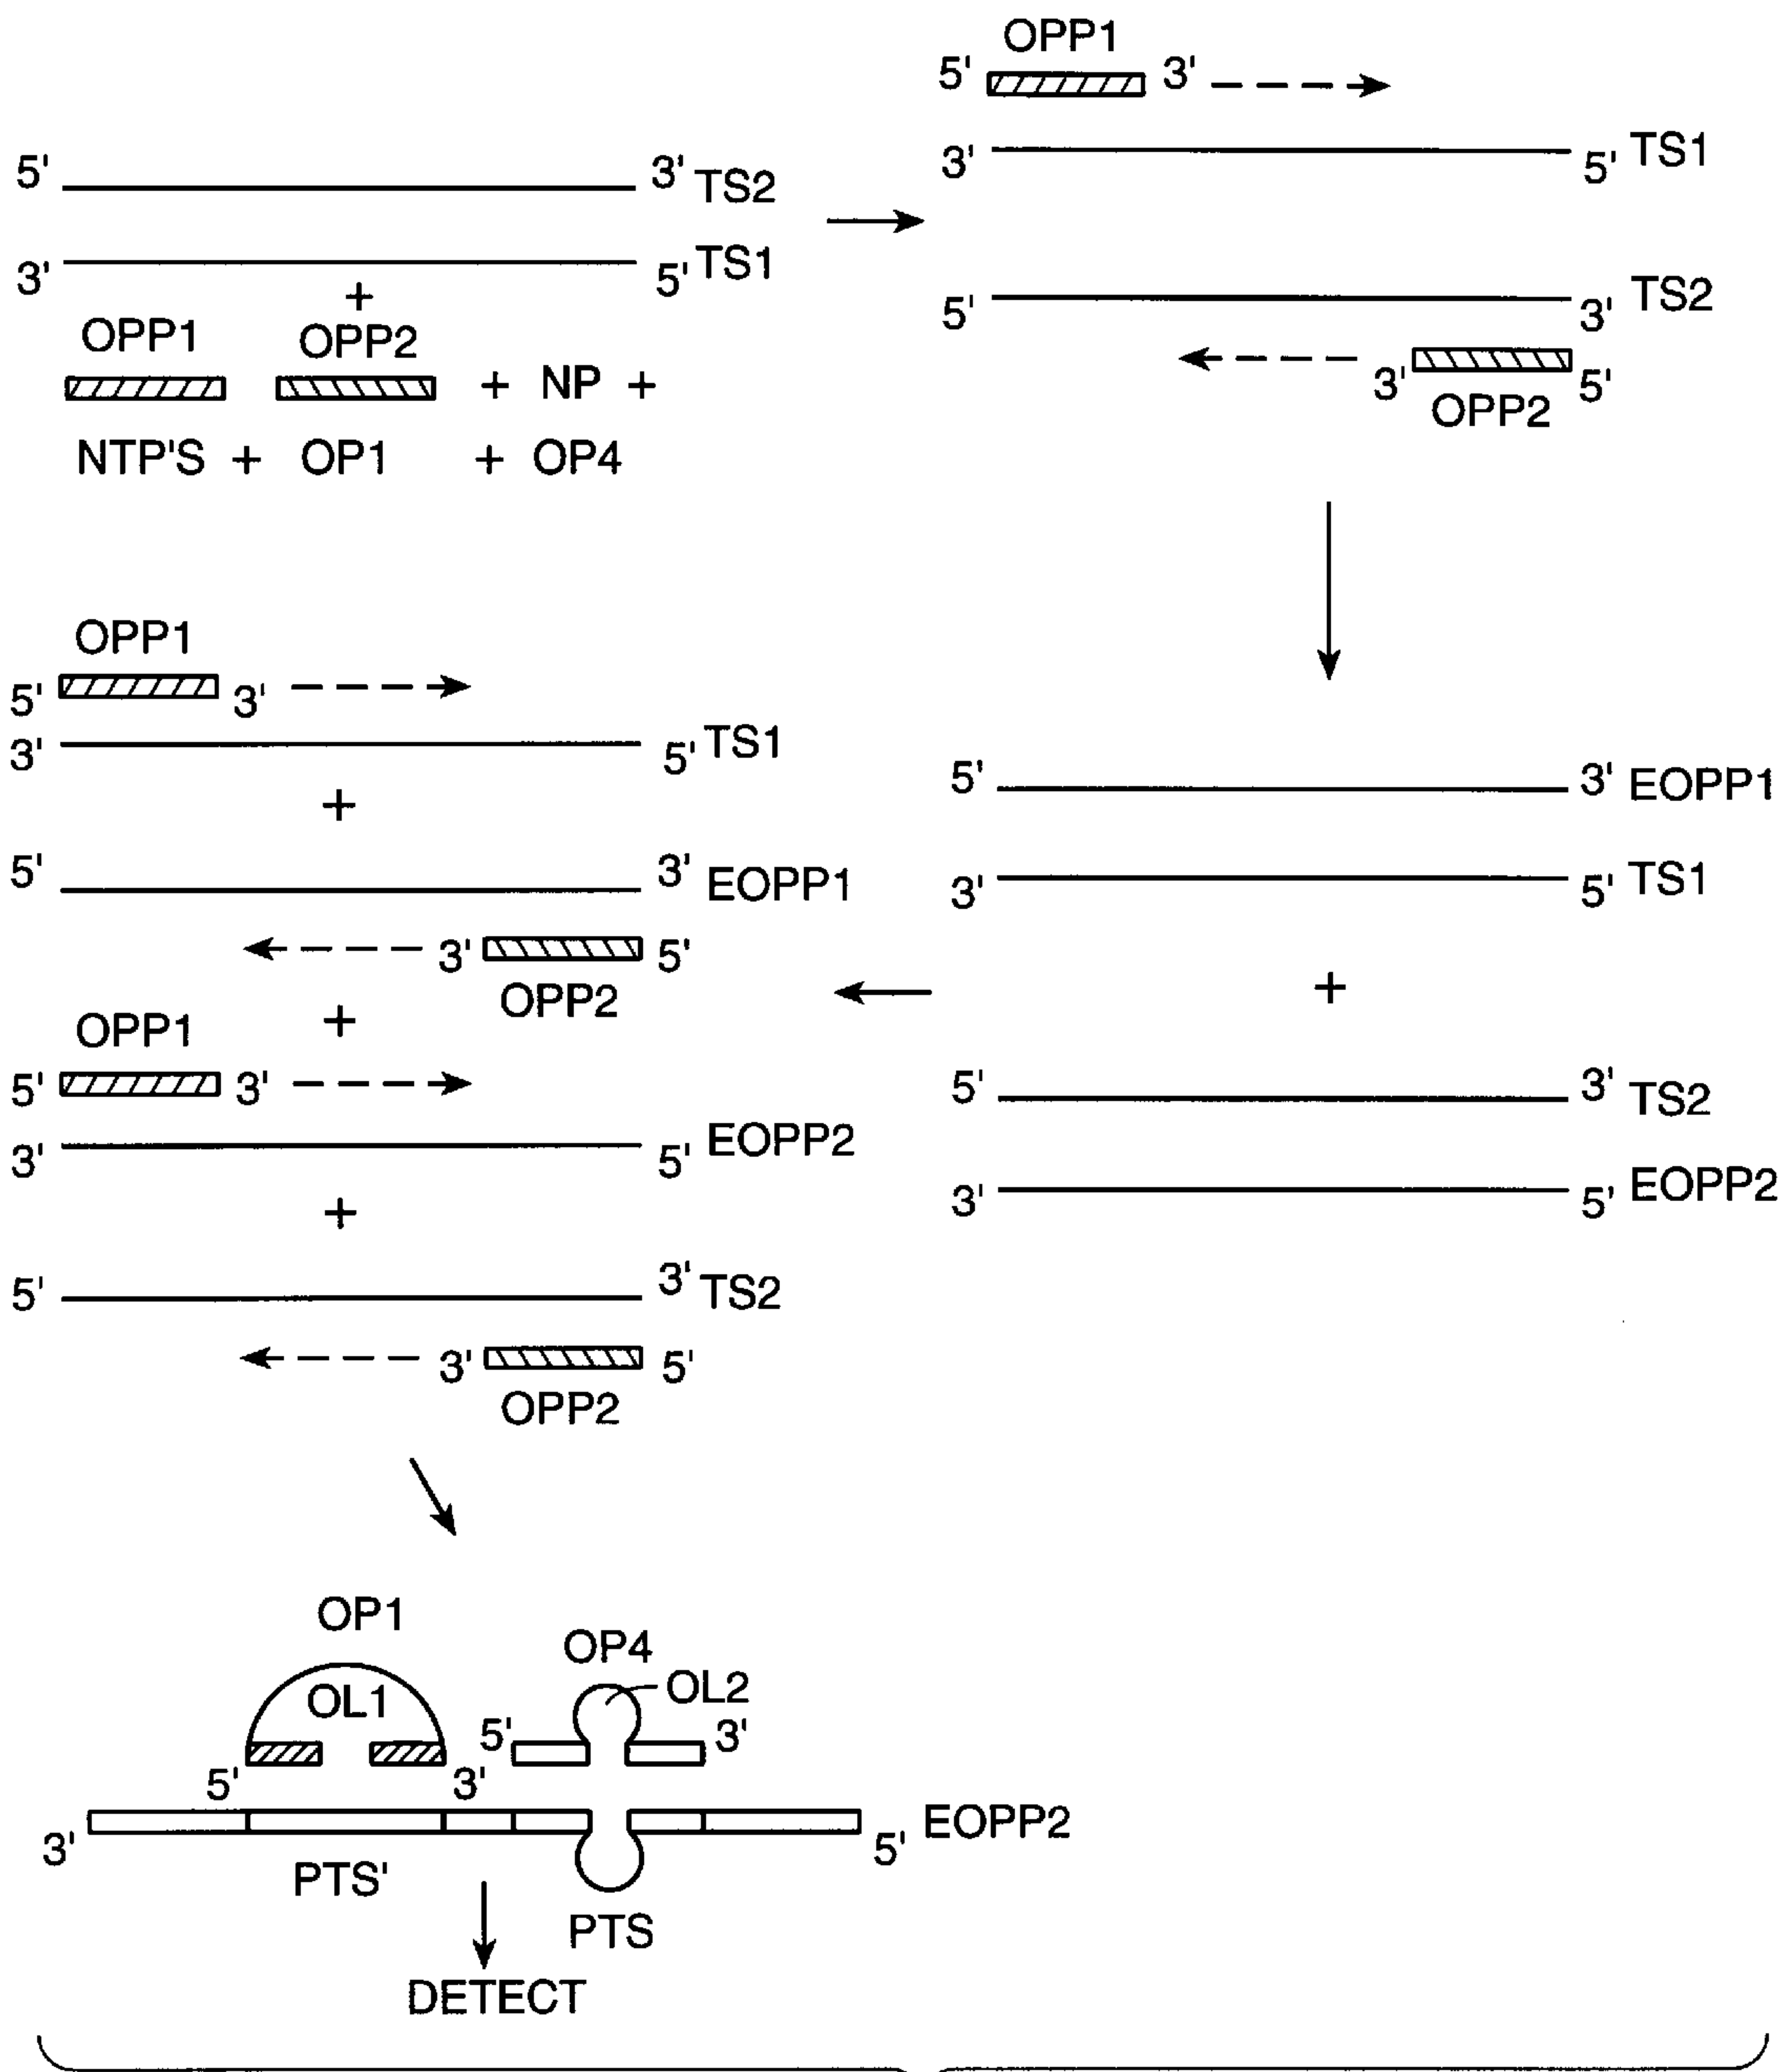 5' 3' TS2
3' 5' TS1
+
OPP1 OPP2
+ NP +
NTP'S + OP1 + OP4
OPP1
5' 3'
3' 5' TS1
5' 3' TS2
3' 5'
OPP2
5' 3' EOPP1
3' 5' TS1
+
5' 3' TS2
3' 5' EOPP2
OPP1
5' 3'
3' 5' TS1
+
5' 3' EOPP1
3' 5'
OPP2
+
OPP1
5' 3'
3' 5' EOPP2
+
5' 3' TS2
3' 5'
OPP2
OP1
OP4
OL1 OL2
5' 3'
5' 3'
3' 5' EOPP2
PTS'
PTS
DETECT